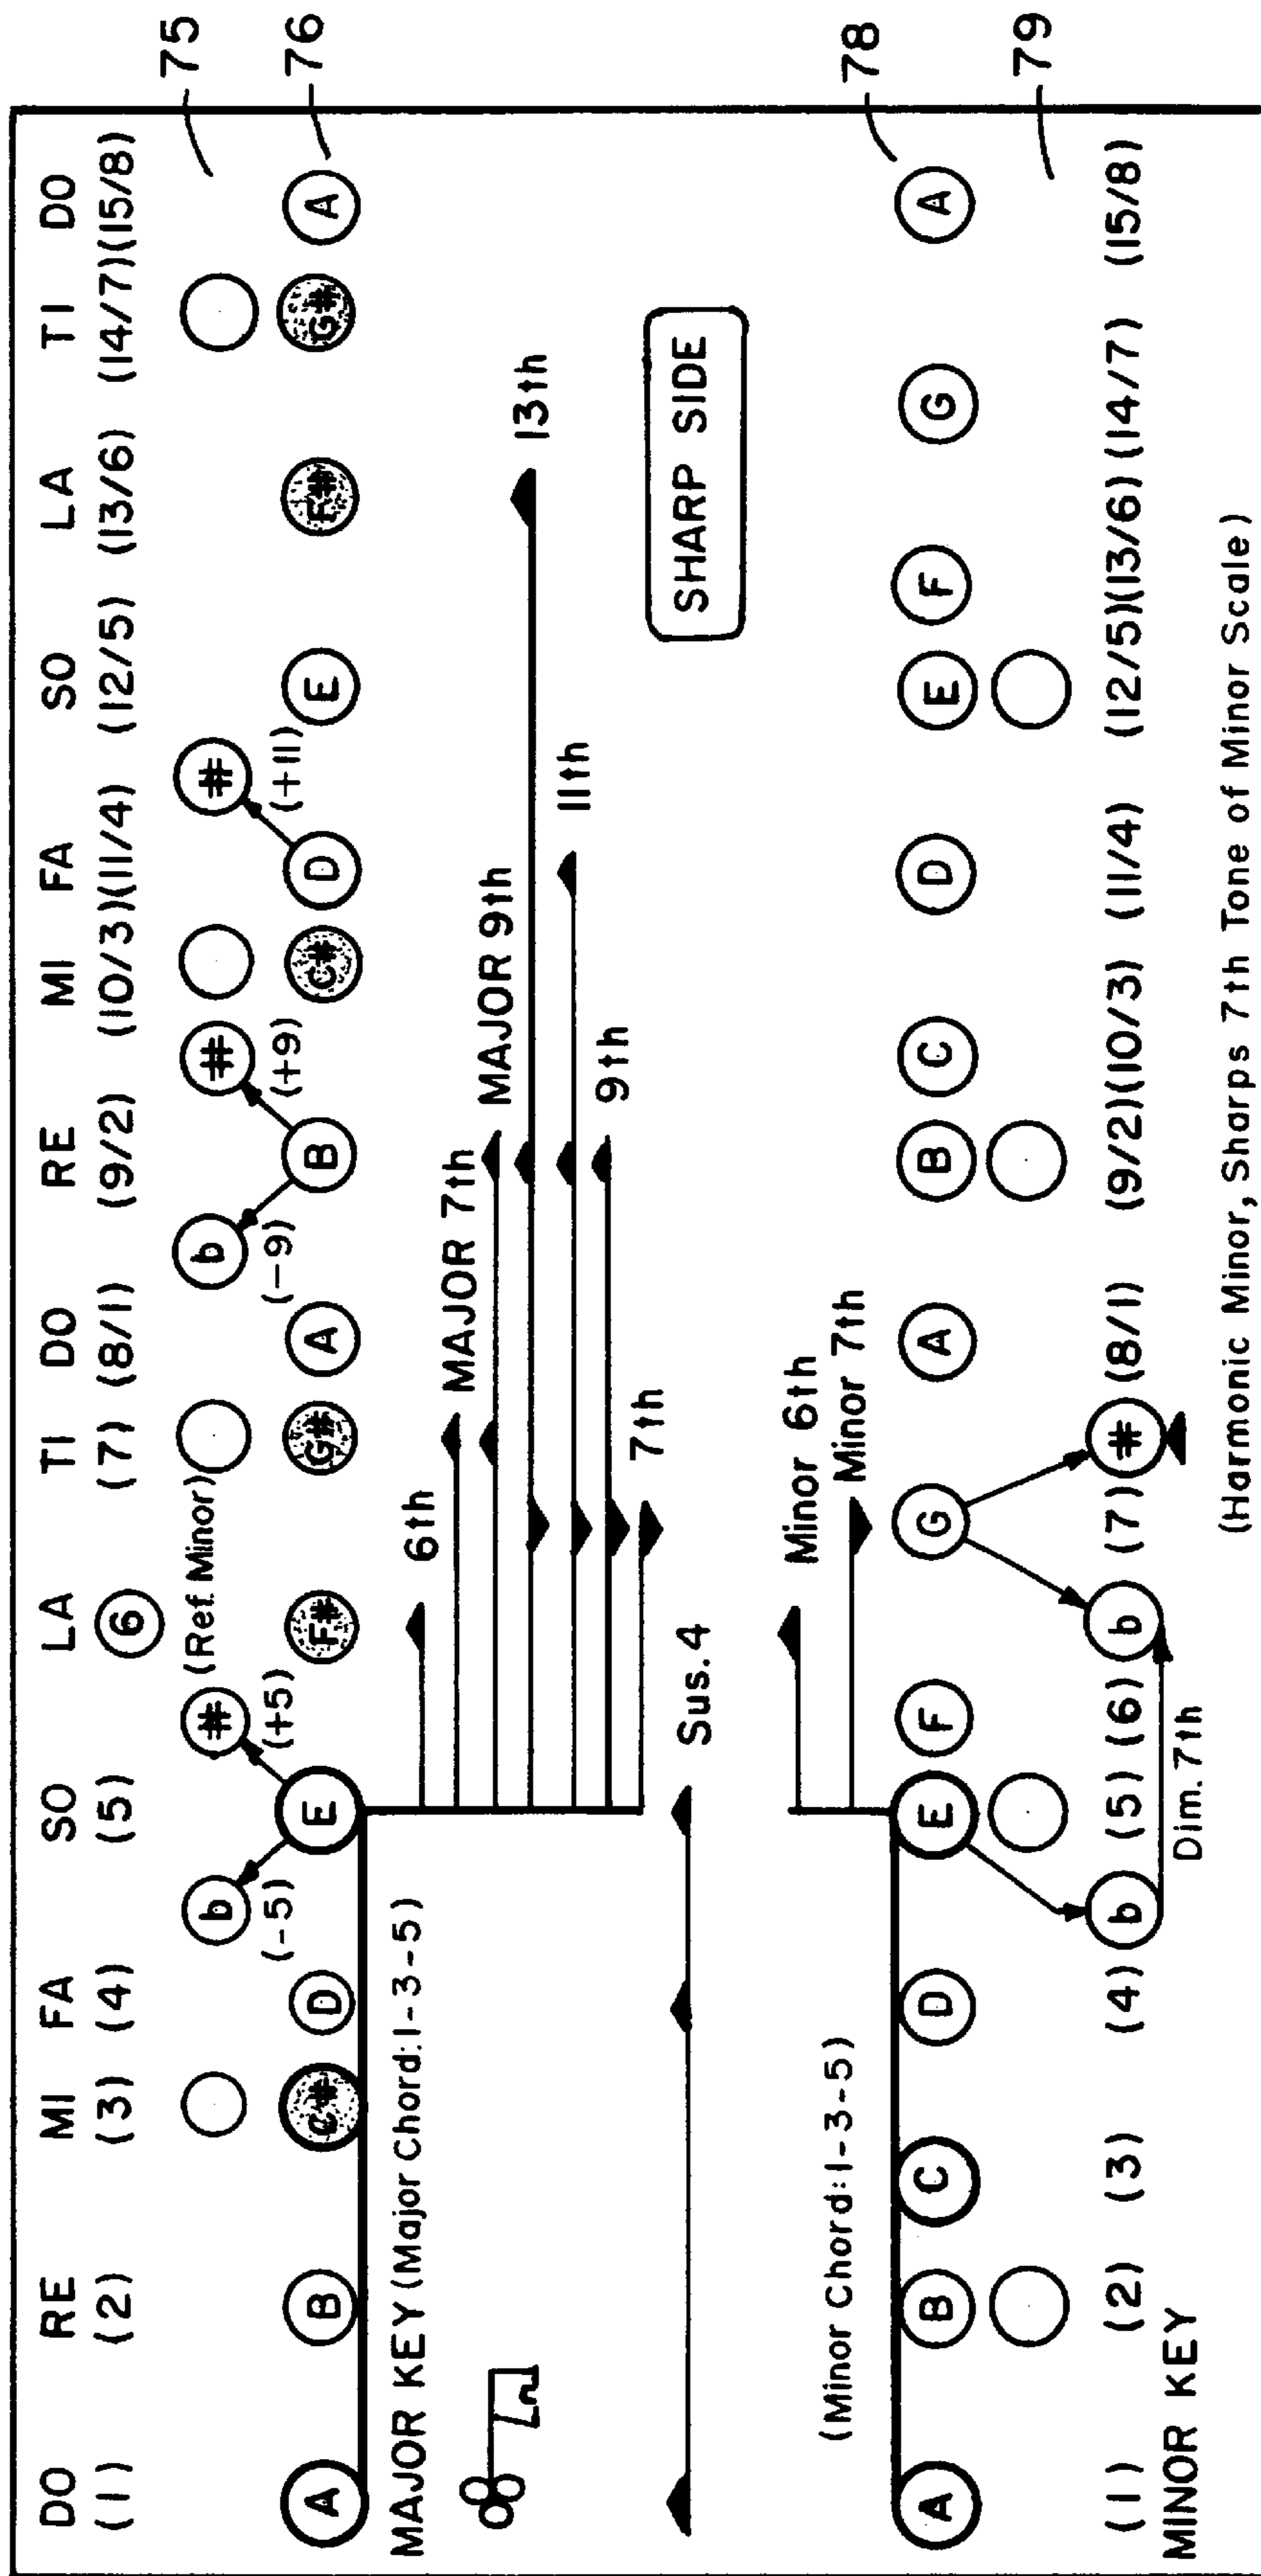 DO RE MI FA SO LA TI DO RE MI FA SO LA TI DO
(1) (2) (3) (4) (5) 6 (7) (8/1) (9/2) (10/3)(11/4) (12/5) (13/6) (14/7)(15/8)
b # (Ref. Minor) b # # 75
(-5) (+5) (-9) (+9) (+11)
A B C# D E F# G# A B C# D E F# G# A 76
MAJOR KEY (Major Chord:1-3-5)
6th
MAJOR 7th
MAJOR 9th
13th
11th
9th
7th
Sus. 4
SHARP SIDE
Minor 6th
Minor 7th
(Minor Chord:1-3-5)
A B C D E F G A B C D E F G A 78
79
(1) (2) (3) (4) b (5) (6) b (7) # (8/1) (9/2)(10/3) (11/4) (12/5)(13/6) (14/7) (15/8)
MINOR KEY
Dim. 7th
(Harmonic Minor, Sharps 7th Tone of Minor Scale)